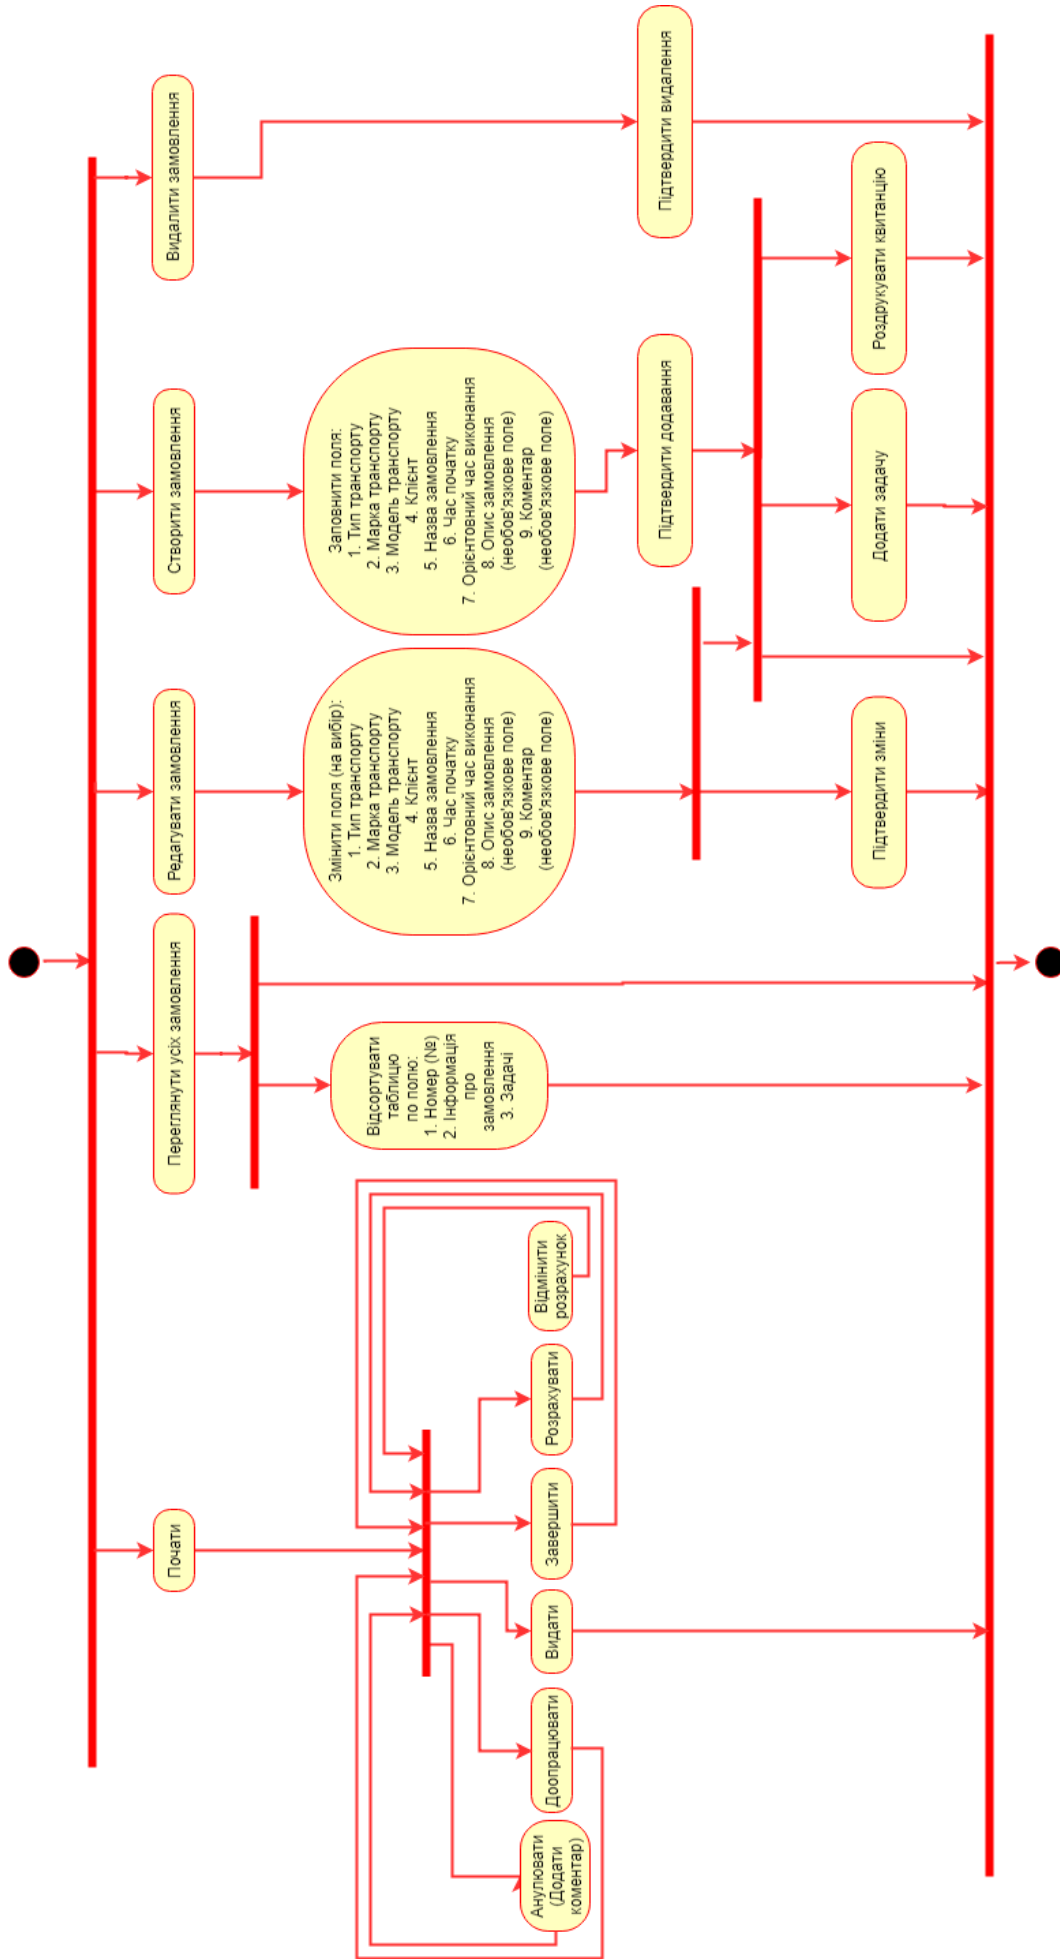 Почати
Переглянути усіх замовлення
Редагувати замовлення
Створити замовлення
Видалити замовлення
Відсортувати
таблицю
по полю:
1. Номер (№)
2. Інформація
про
замовлення
3. Задачі
Змінити поля (на вибір):
1. Тип транспорту
2. Марка транспорту
3. Модель транспорту
4. Клієнт
5. Назва замовлення
6. Час початку
7. Орієнтовний час виконання
8. Опис замовлення
(необов'язкове поле)
9. Коментар
(необов'язкове поле)
Заповнити поля:
1. Тип транспорту
2. Марка транспорту
3. Модель транспорту
4. Клієнт
5. Назва замовлення
6. Час початку
7. Орієнтовний час виконання
8. Опис замовлення
(необов'язкове поле)
9. Коментар
(необов'язкове поле)
Анулювати
(Додати
коментар)
Доопрацювати
Видати
Завершити
Розрахувати
Відмінити
розрахунок
Підтвердити додавання
Підтвердити видалення
Підтвердити зміни
Додати задачу
Роздрукувати квитанцію